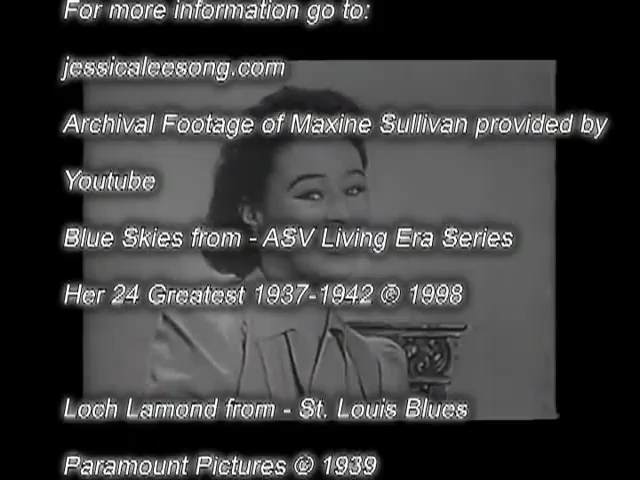 For more information go to:
jessicaleesong.com
Archival Footage of Maxine Sullivan provided by
Youtube
Blue Skies from - ASV Living Era Series
Her 24 Greatest 1937-1942 © 1998
Loch Lamond from - St. Louis Blues
Paramount Pictures © 1939